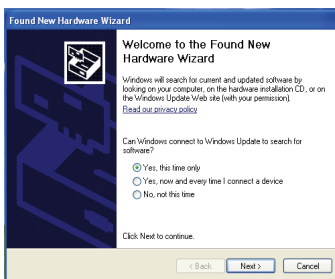 Found New Hardware Wizard
Welcome to the Found New
Hardware Wizard
Windows will search for current and updated software by
looking on your computer, on the hardware installation CD, or on
the Windows Update Web site (with your permission).
Read our privacy policy
Can Windows connect to Windows Update to search for
software?
Yes, this time only
Yes, now and every time I connect a device
No, not this time
Click Next to continue.
< Back
Next >
Cancel